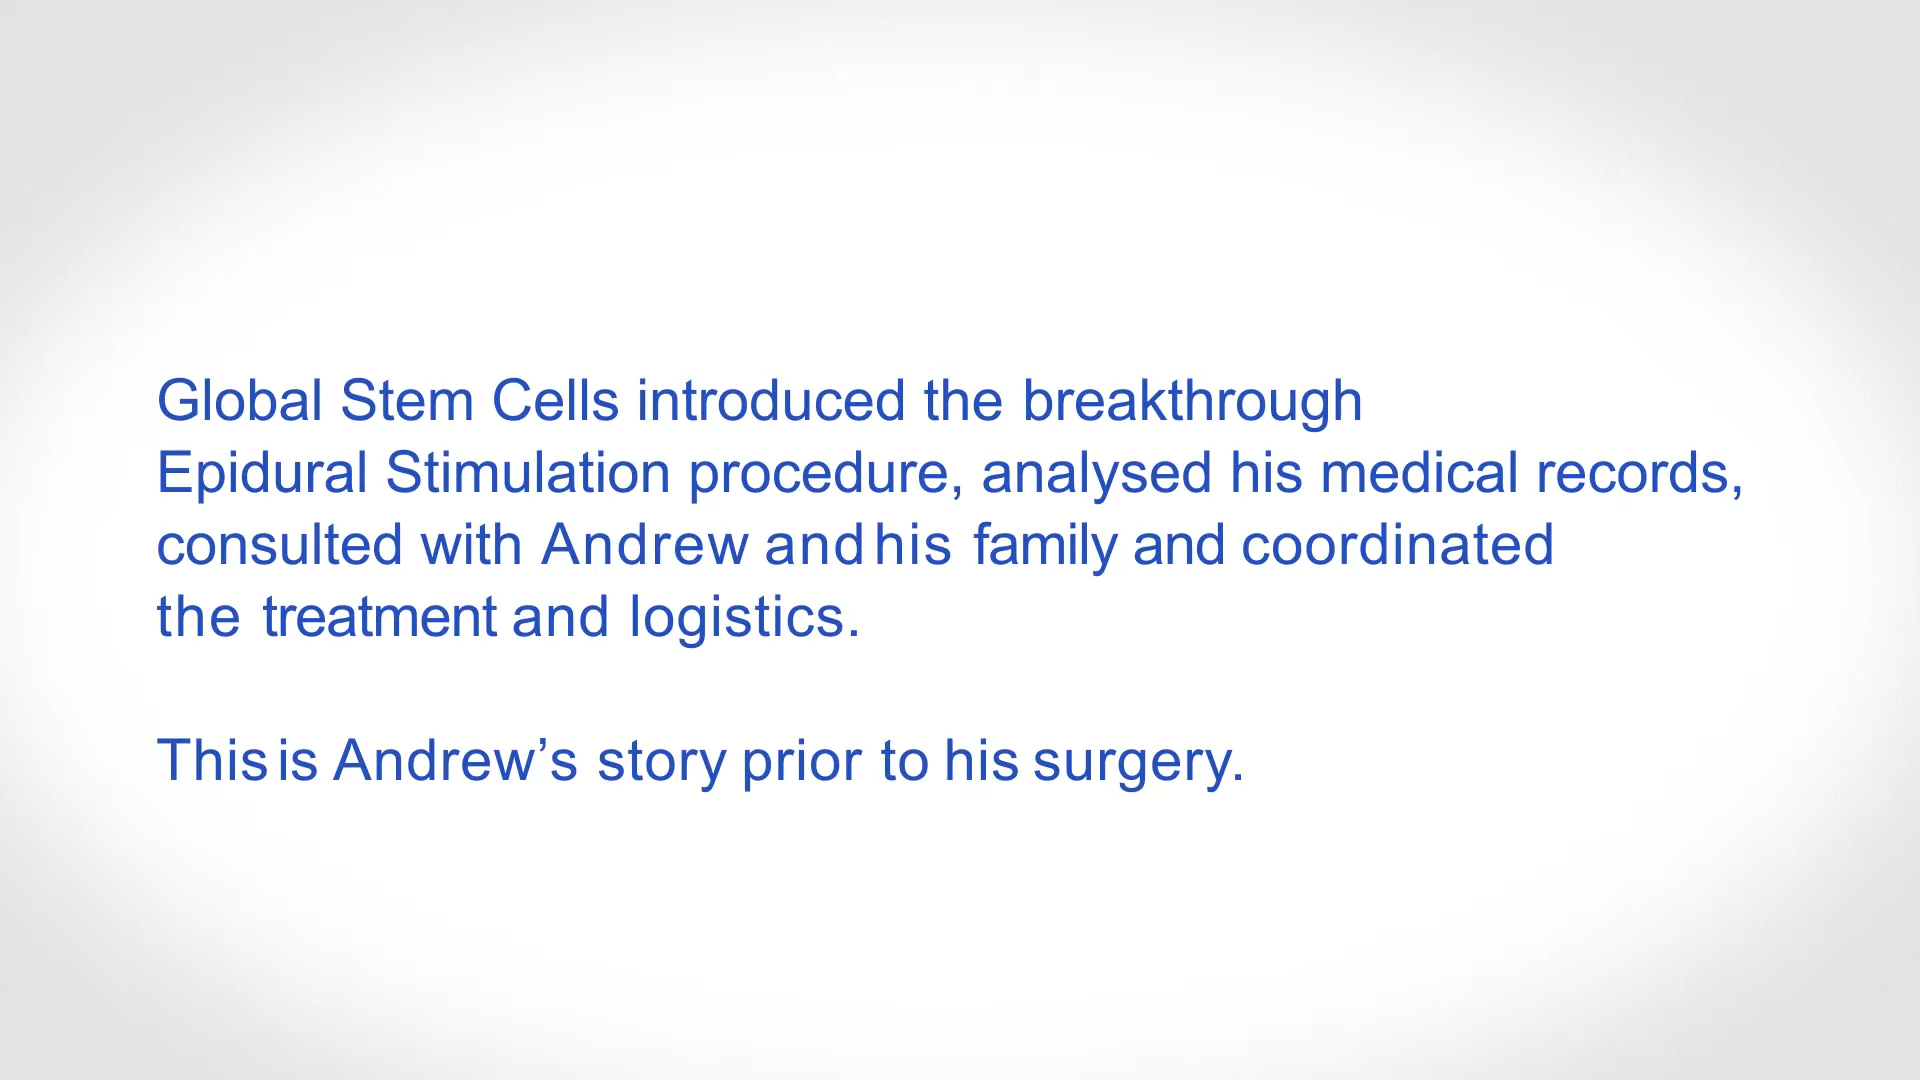 Global Stem Cells introduced the breakthrough
Epidural Stimulation procedure, analysed his medical records,
consulted with Andrew and his family and coordinated
the treatment and logistics.
This is Andrew’s story prior to his surgery.